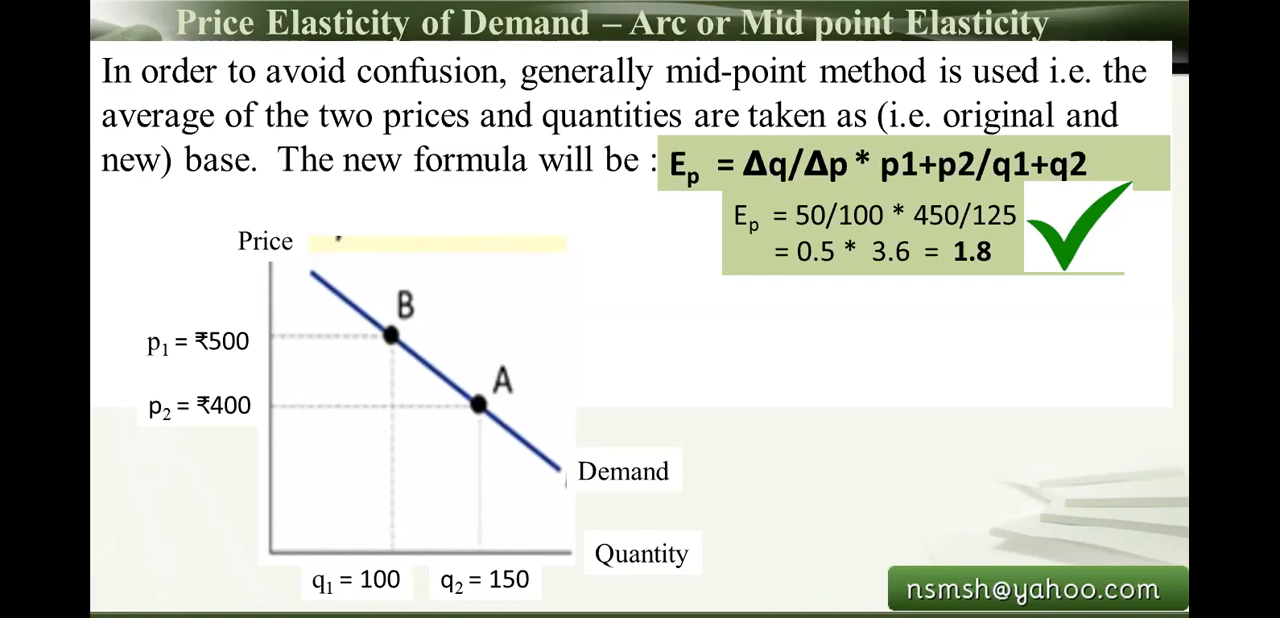 Price Elasticity of Demand – Arc or Mid point Elasticity
In order to avoid confusion, generally mid-point method is used i.e. the
average of the two prices and quantities are taken as (i.e. original and
new) base. The new formula will be : Eₚ = Δq/Δp * p1+p2/q1+q2
Eₚ = 50/100 * 450/125
= 0.5 * 3.6 = 1.8
Price
B
p₁ = ₹500
A
p₂ = ₹400
Demand
Quantity
q₁ = 100 q₂ = 150
nsmsh@yahoo.com